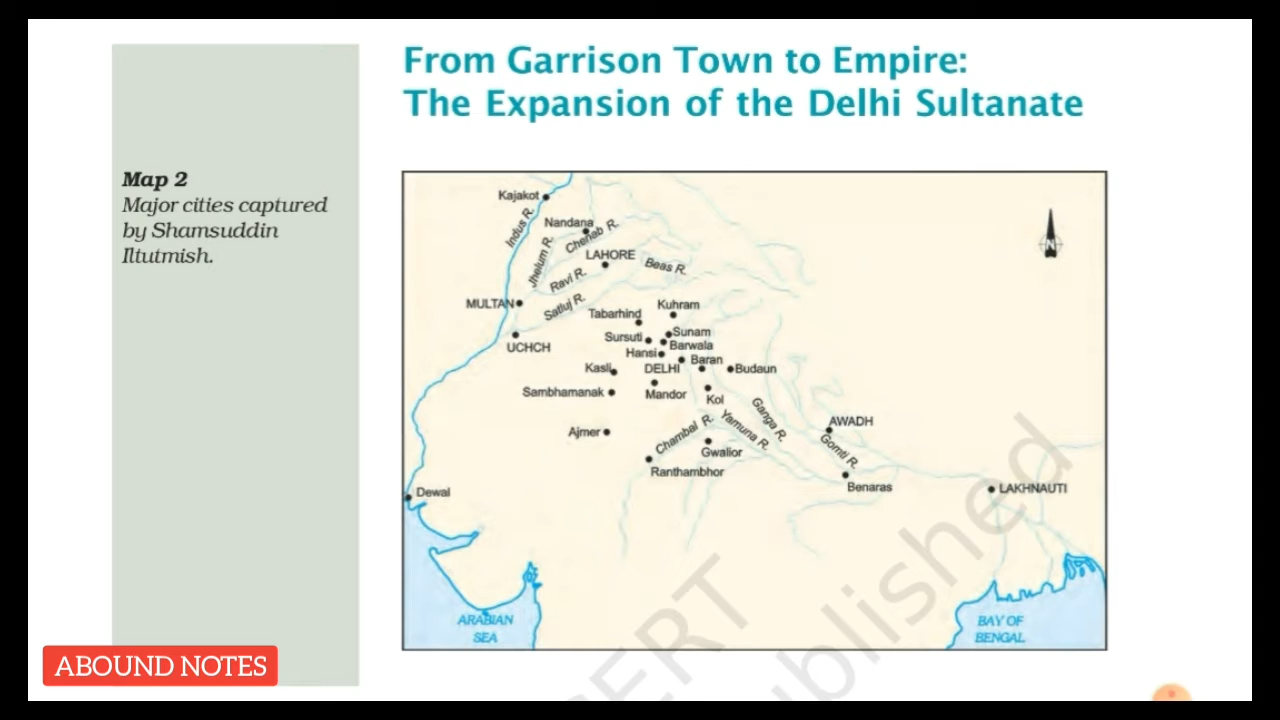 From Garrison Town to Empire:
The Expansion of the Delhi Sultanate
Map 2
Major cities captured
by Shamsuddin
Iltutmish.
Kajakot
Indus R.
Nandana
Chenab R.
Jhelum R.
LAHORE
Beas R.
Ravi R.
MULTAN
Satluj R.
Tabarhind
Kuhram
UCHCH
Sursuti
Sunam
Barwala
Hansi
Baran
Kasli
DELHI
Budaun
Sambhamanak
Mandor
Kol
Ganga R.
Ajmer
Chambal R.
Yamuna R.
AWADH
Gomti R.
Gwalior
Ranthambhor
Benaras
LAKHNAUTI
Dewal
ARABIAN
SEA
BAY OF
BENGAL
N
ABOUND NOTES